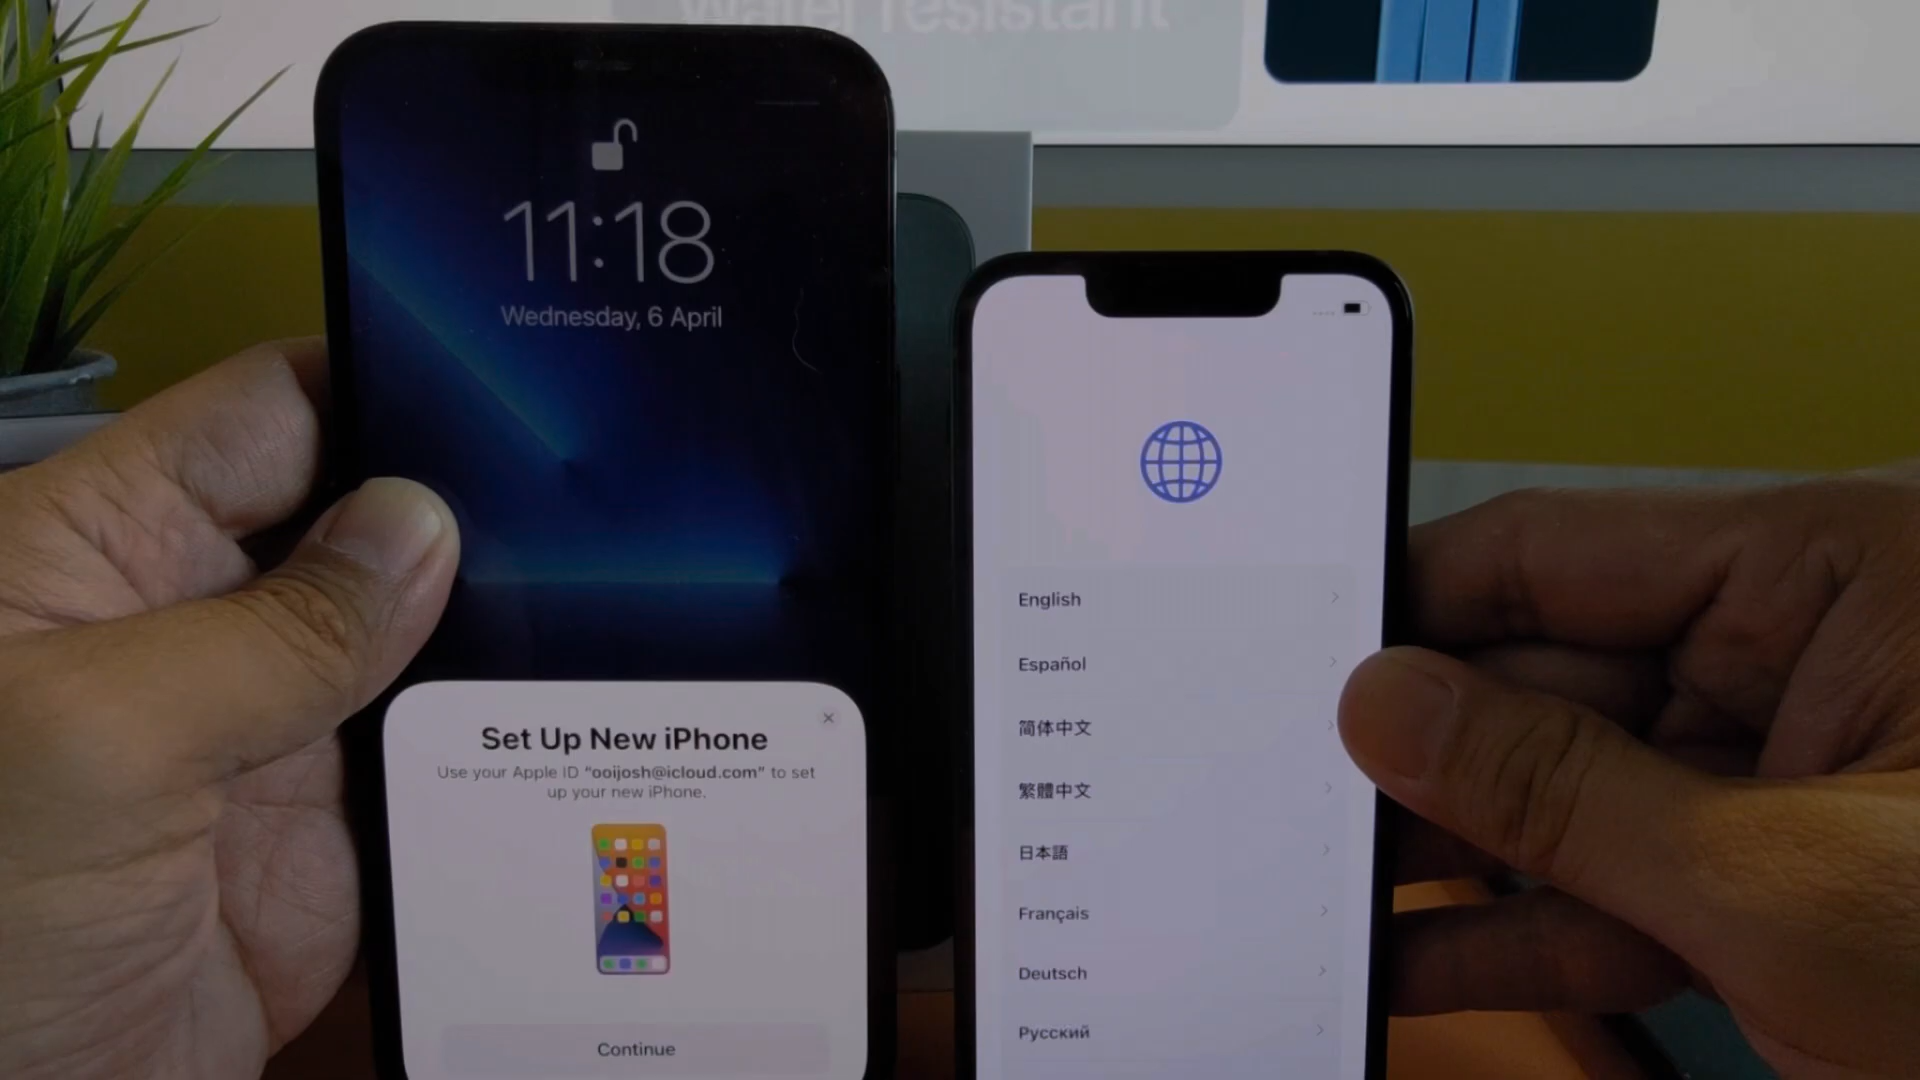 water resistant
11:18
Wednesday, 6 April
Set Up New iPhone
Use your Apple ID “ooijosh@icloud.com” to set
up your new iPhone.
Continue
English
Español
简体中文
繁體中文
日本語
Français
Deutsch
Русский